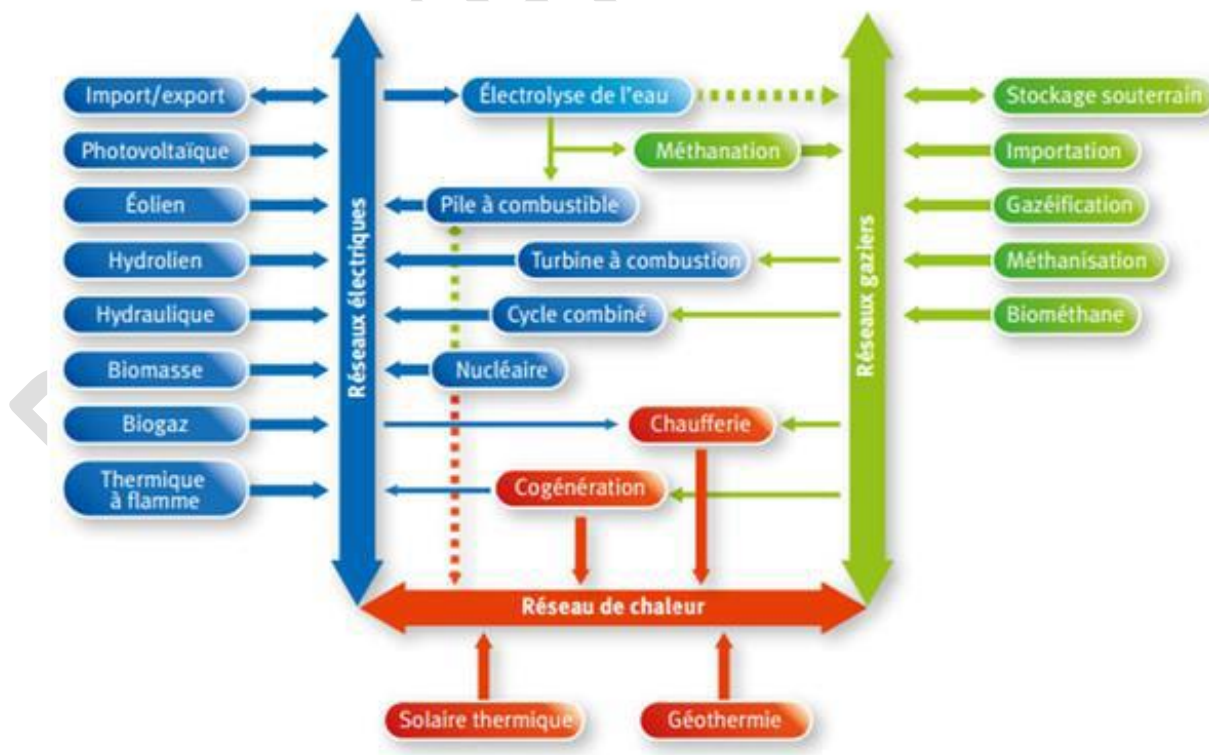 Import/export
Électrolyse de l'eau
Stockage souterrain
Photovoltaïque
Méthanation
Importation
Éolien
Pile à combustible
Gazéification
Hydrolien
Turbine à combustion
Méthanisation
Hydraulique
Cycle combiné
Biométhane
Biomasse
Nucléaire
Biogaz
Chaufferie
Thermique
à flamme
Cogénération
Réseaux électriques
Réseaux gaziers
Réseau de chaleur
Solaire thermique
Géothermie